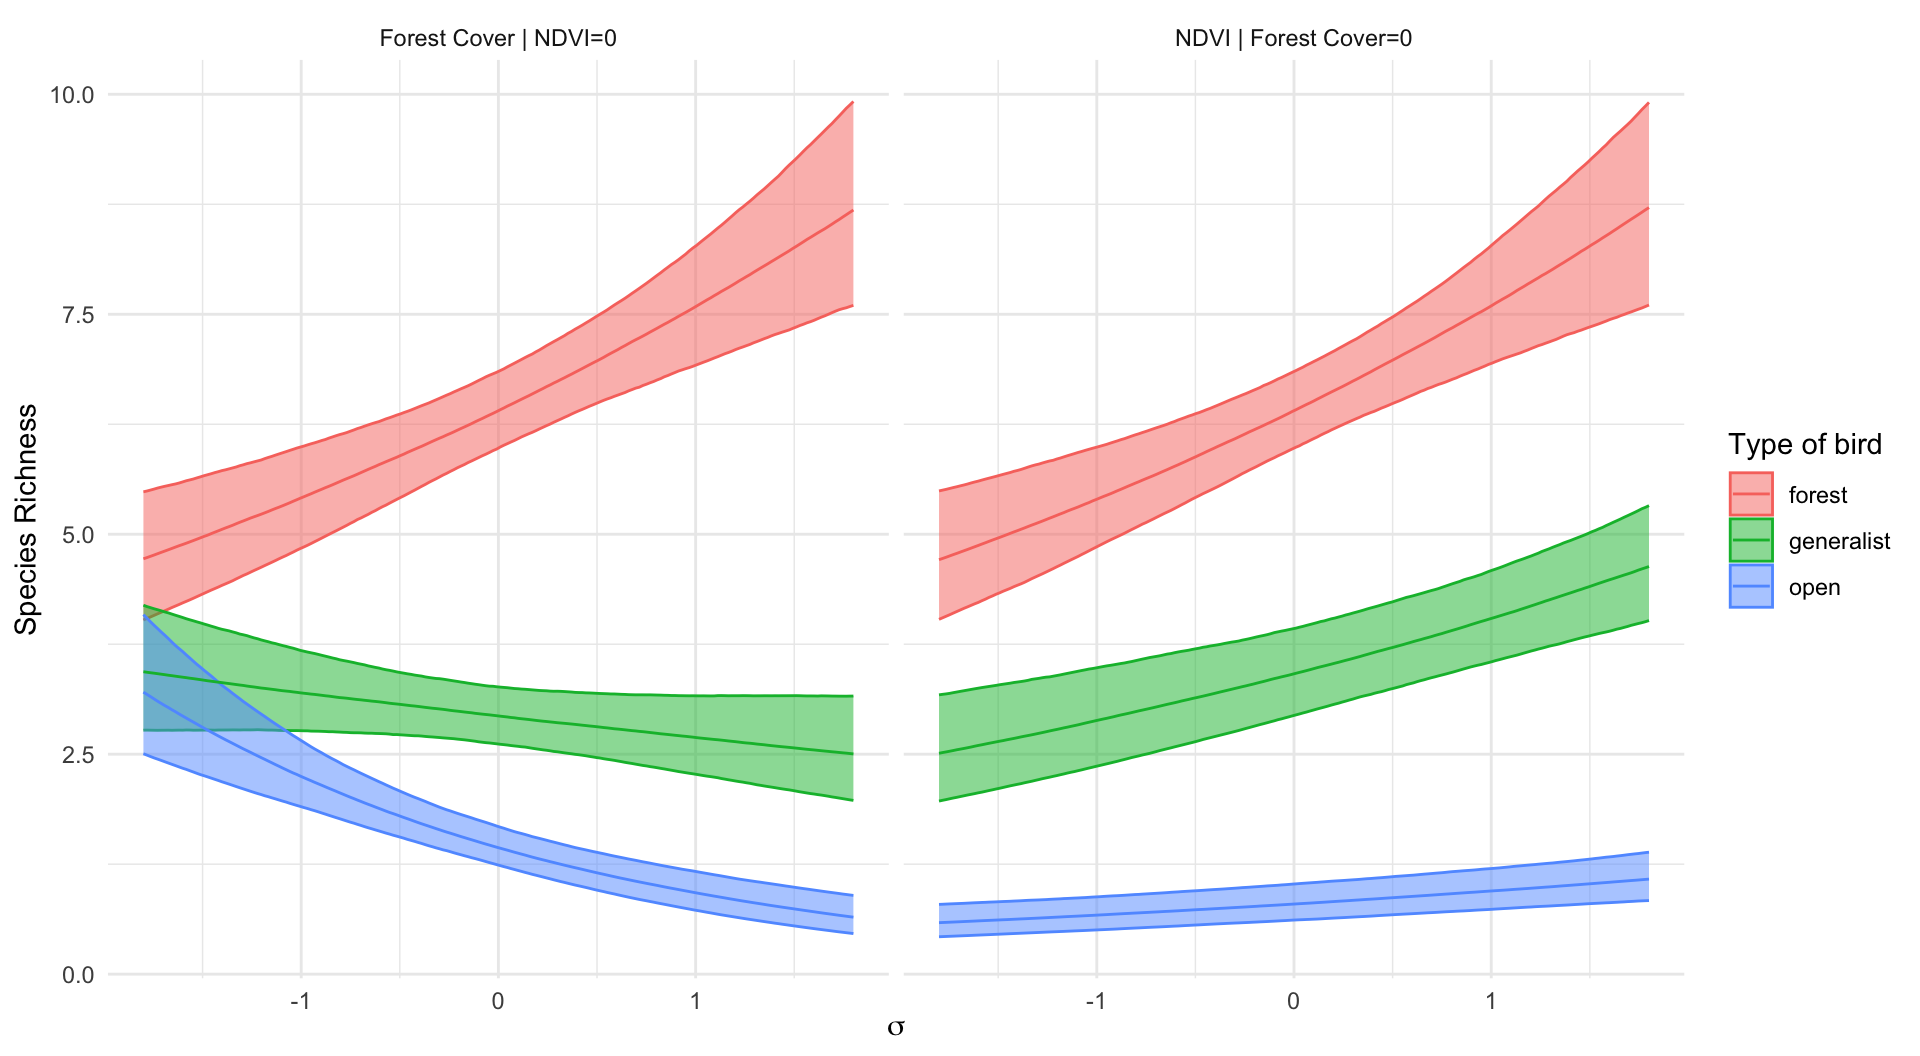 Forest Cover | NDVI=0
NDVI | Forest Cover=0
Species Richness
10.0
7.5
5.0
2.5
0.0
-1
0
1
-1
0
1
σ
Type of bird
forest
generalist
open